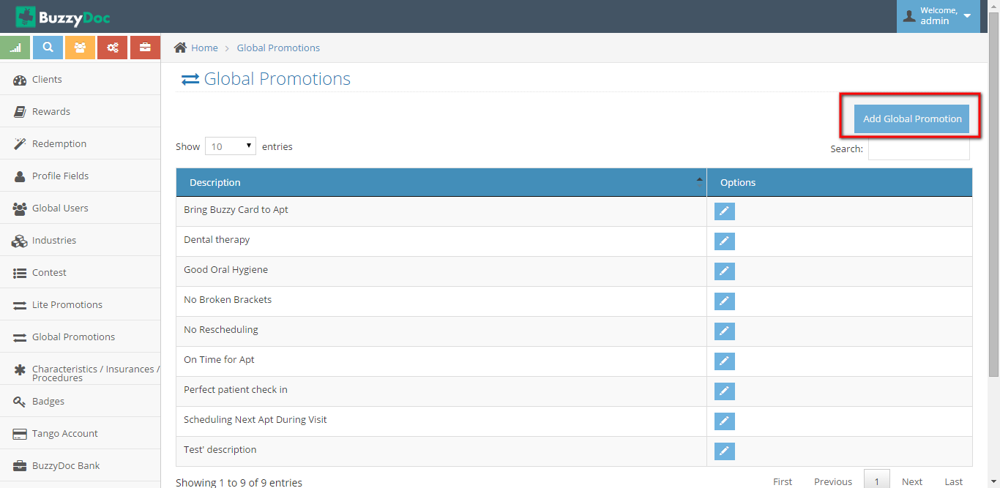 BuzzyDoc
Welcome,
admin
Home > Global Promotions
Clients
Rewards
Redemption
Profile Fields
Global Users
Industries
Contest
Lite Promotions
Global Promotions
Characteristics / Insurances /
Procedures
Badges
Tango Account
BuzzyDoc Bank
Global Promotions
Add Global Promotion
Show 10 entries
Search:
Description Options
Bring Buzzy Card to Apt
Dental therapy
Good Oral Hygiene
No Broken Brackets
No Rescheduling
On Time for Apt
Perfect patient check in
Scheduling Next Apt During Visit
Test' description
Showing 1 to 9 of 9 entries
First Previous 1 Next Last